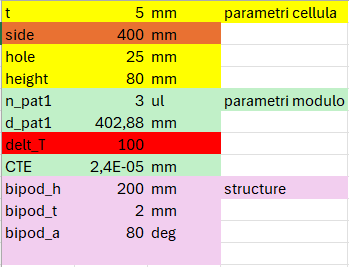 t 5 mm parametri cellula
side 400 mm
hole 25 mm
height 80 mm
n_pat1 3 ul parametri modulo
d_pat1 402,88 mm
delt_T 100
CTE 2,4E-05 mm
bipod_h 200 mm structure
bipod_t 2 mm
bipod_a 80 deg